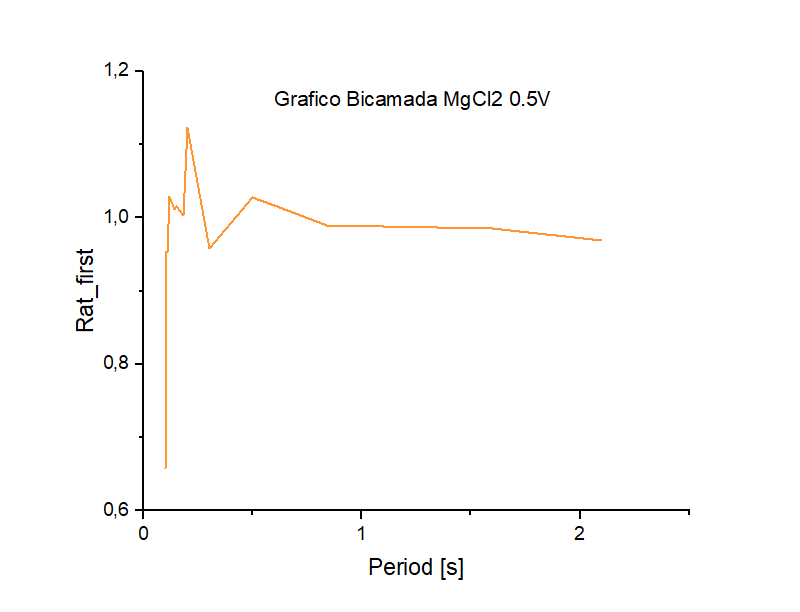 Grafico Bicamada MgCl2 0.5V
1,2
1,0
0,8
0,6
Rat_first
0
1
2
Period [s]